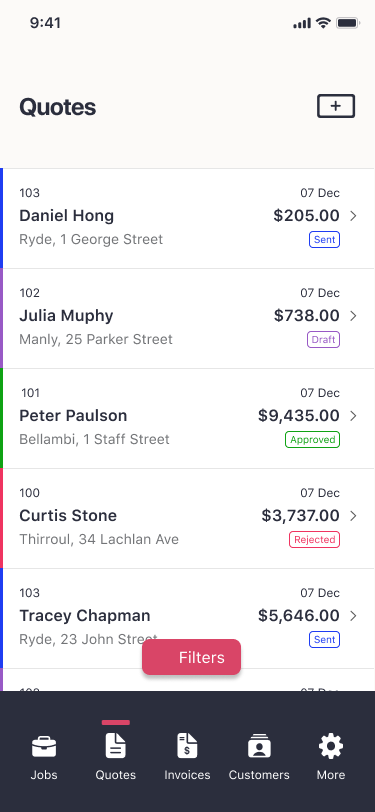 9:41
Quotes
+
103
07 Dec
Daniel Hong
$205.00
Ryde, 1 George Street
Sent
102
07 Dec
Julia Muphy
$738.00
Manly, 25 Parker Street
Draft
101
07 Dec
Peter Paulson
$9,435.00
Bellambi, 1 Staff Street
Approved
100
07 Dec
Curtis Stone
$3,737.00
Thirroul, 34 Lachlan Ave
Rejected
103
07 Dec
Tracey Chapman
$5,646.00
Ryde, 23 John Street
Sent
Filters
Jobs
Quotes
$
Invoices
Customers
More